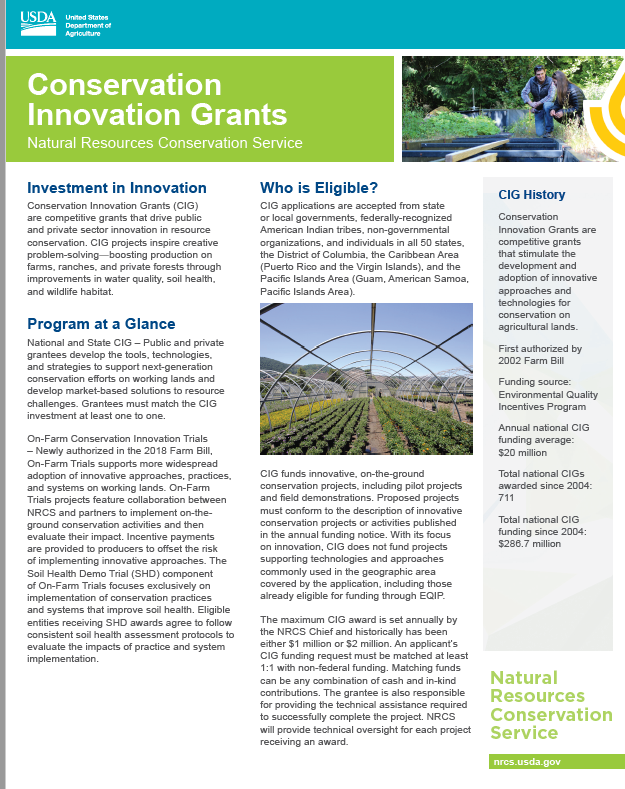 USDA
United States
Department of
Agriculture
Conservation
Innovation Grants
Natural Resources Conservation Service
Investment in Innovation
Conservation Innovation Grants (CIG)
are competitive grants that drive public
and private sector innovation in resource
conservation. CIG projects inspire creative
problem-solving—boosting production on
farms, ranches, and private forests through
improvements in water quality, soil health,
and wildlife habitat.
Program at a Glance
National and State CIG – Public and private
grantees develop the tools, technologies,
and strategies to support next-generation
conservation efforts on working lands and
develop market-based solutions to resource
challenges. Grantees must match the CIG
investment at least one to one.
On-Farm Conservation Innovation Trials
– Newly authorized in the 2018 Farm Bill,
On-Farm Trials supports more widespread
adoption of innovative approaches, practices,
and systems on working lands. On-Farm
Trials projects feature collaboration between
NRCS and partners to implement on-the-
ground conservation activities and then
evaluate their impact. Incentive payments
are provided to producers to offset the risk
of implementing innovative approaches. The
Soil Health Demo Trial (SHD) component
of On-Farm Trials focuses exclusively on
implementation of conservation practices
and systems that improve soil health. Eligible
entities receiving SHD awards agree to follow
consistent soil health assessment protocols to
evaluate the impacts of practice and system
implementation.
Who is Eligible?
CIG applications are accepted from state
or local governments, federally-recognized
American Indian tribes, non-governmental
organizations, and individuals in all 50 states,
the District of Columbia, the Caribbean Area
(Puerto Rico and the Virgin Islands), and the
Pacific Islands Area (Guam, American Samoa,
Pacific Islands Area).
CIG funds innovative, on-the-ground
conservation projects, including pilot projects
and field demonstrations. Proposed projects
must conform to the description of innovative
conservation projects or activities published
in the annual funding notice. With its focus
on innovation, CIG does not fund projects
supporting technologies and approaches
commonly used in the geographic area
covered by the application, including those
already eligible for funding through EQIP.
The maximum CIG award is set annually by
the NRCS Chief and historically has been
either $1 million or $2 million. An applicant's
CIG funding request must be matched at least
1:1 with non-federal funding. Matching funds
can be any combination of cash and in-kind
contributions. The grantee is also responsible
for providing the technical assistance required
to successfully complete the project. NRCS
will provide technical oversight for each project
receiving an award.
CIG History
Conservation
Innovation Grants are
competitive grants
that stimulate the
development and
adoption of innovative
approaches and
technologies for
conservation on
agricultural lands.
First authorized by
2002 Farm Bill
Funding source:
Environmental Quality
Incentives Program
Annual national CIG
funding average:
$20 million
Total national CIGs
awarded since 2004:
711
Total national CIG
funding since 2004:
$286.7 million
Natural
Resources
Conservation
Service
nrcs.usda.gov